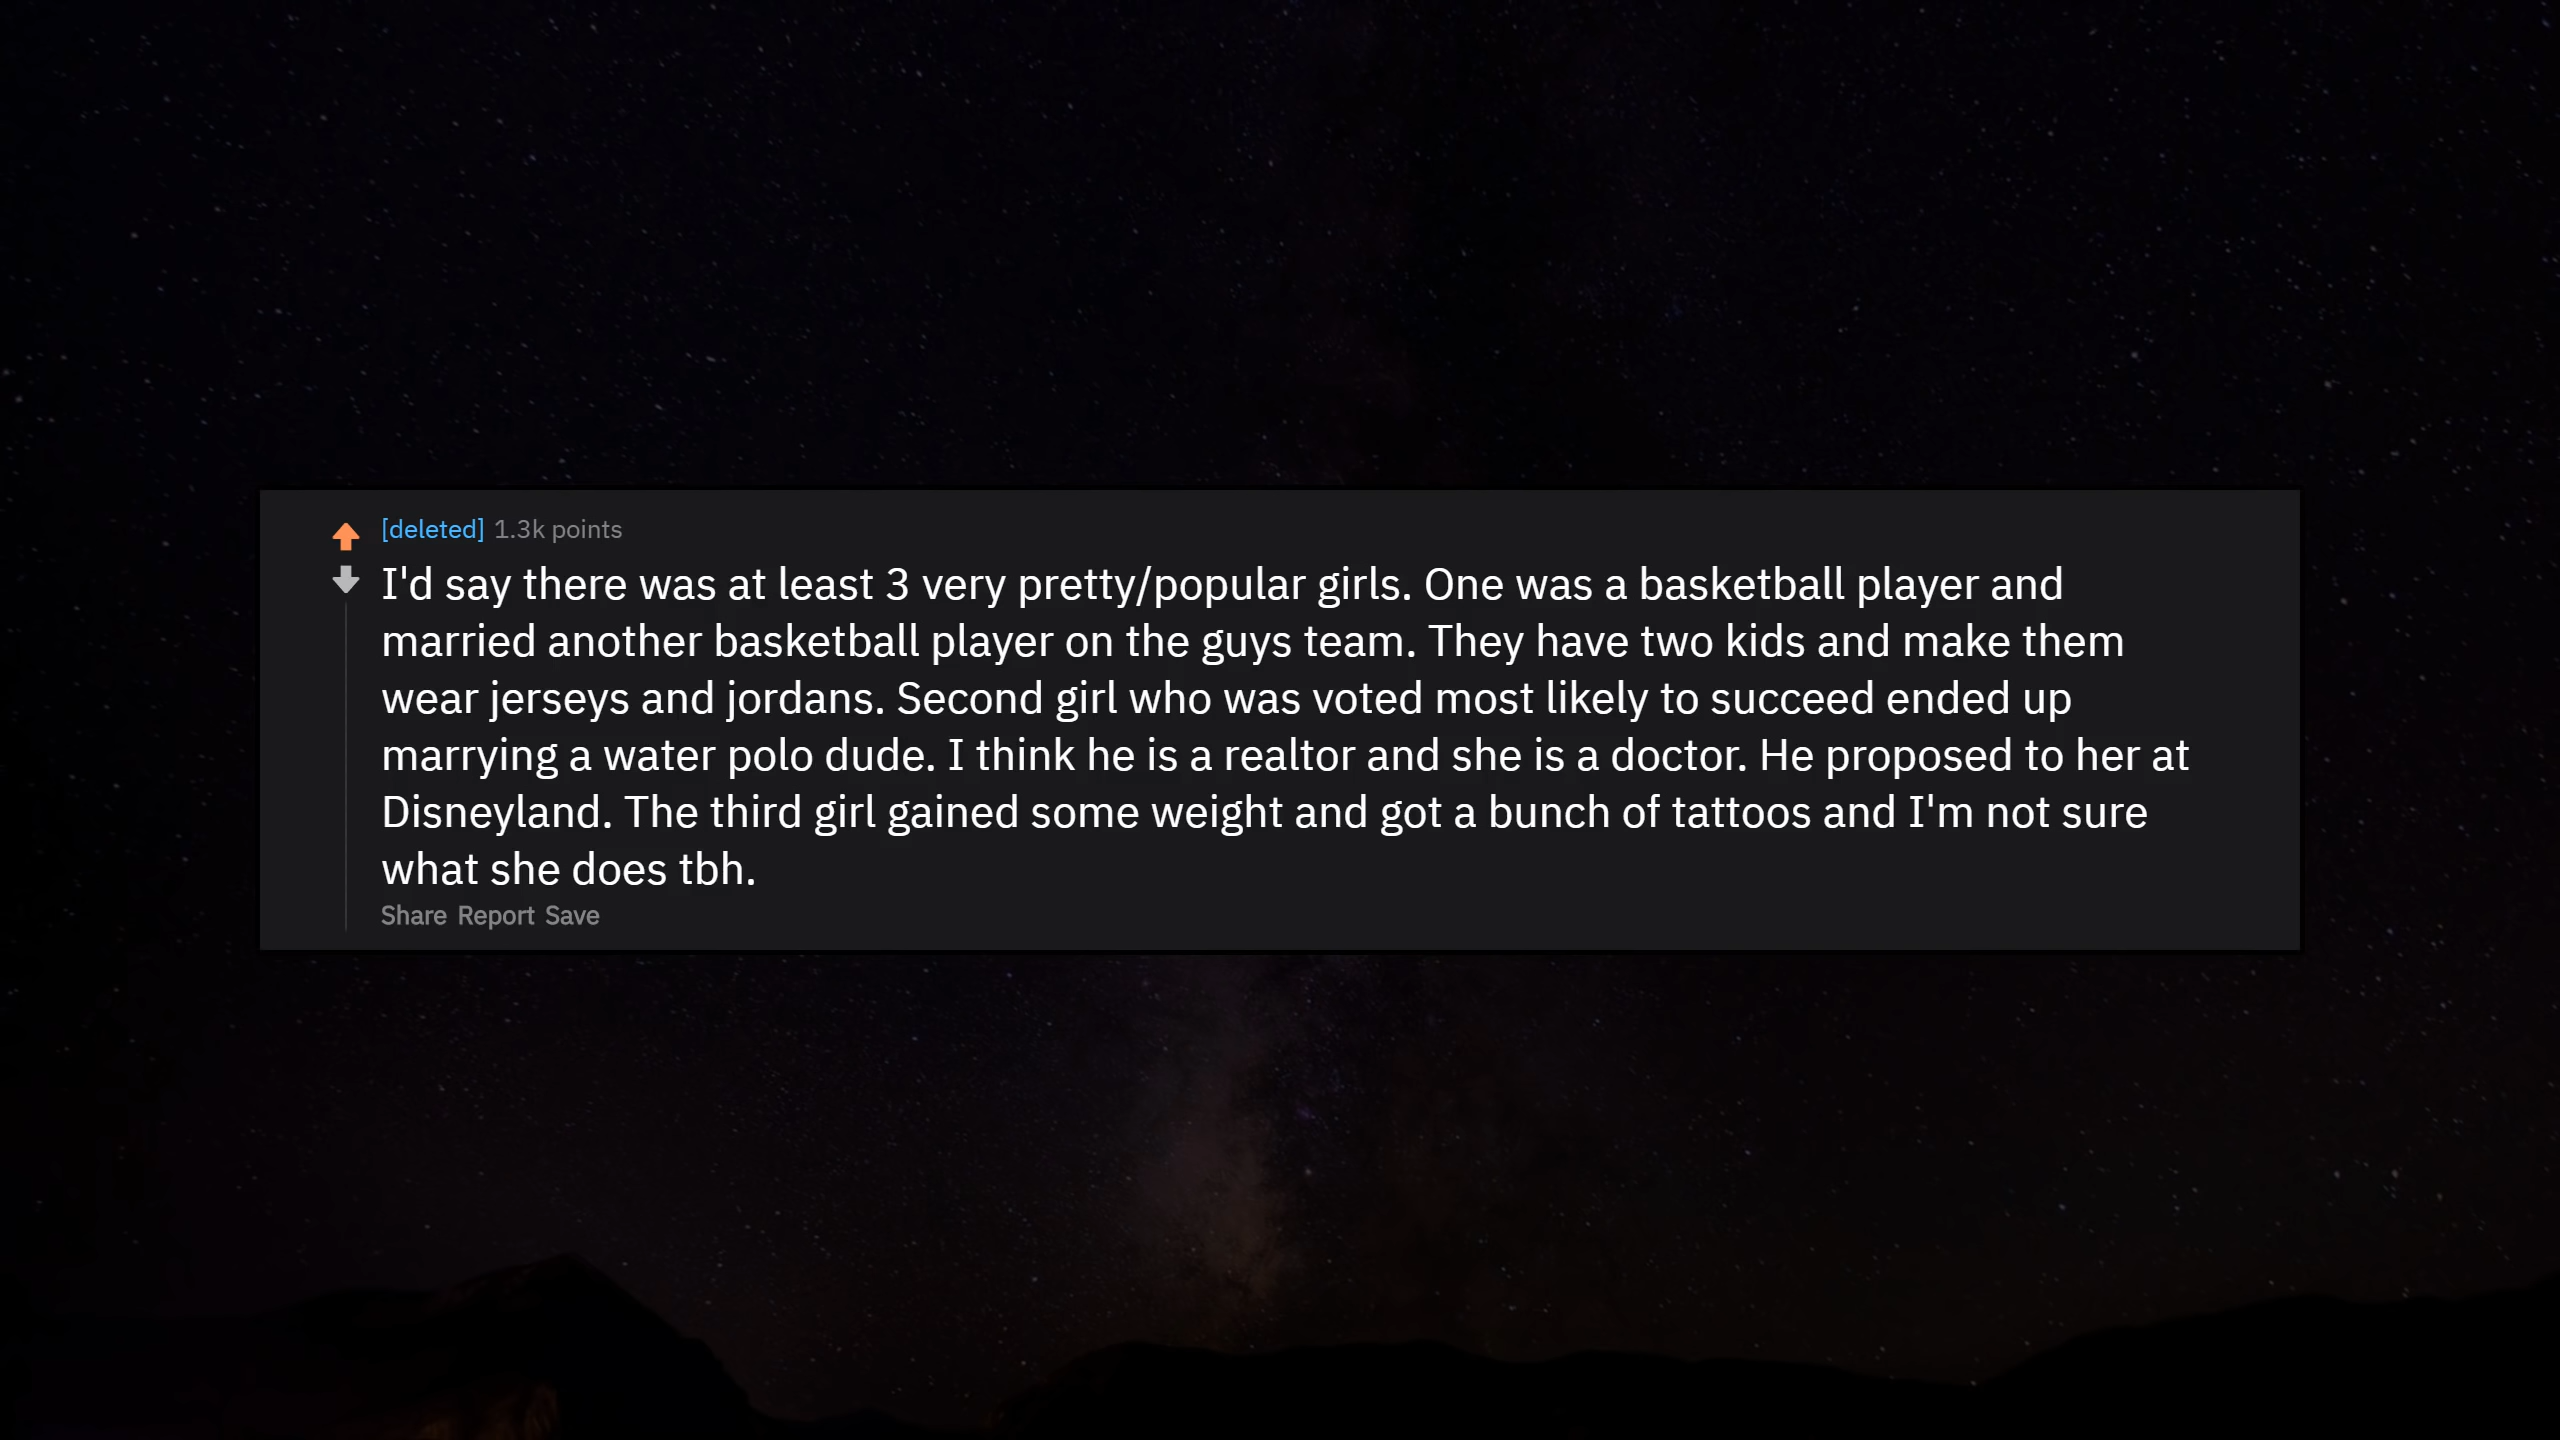 [deleted] 1.3k points
I'd say there was at least 3 very pretty/popular girls. One was a basketball player and
married another basketball player on the guys team. They have two kids and make them
wear jerseys and jordans. Second girl who was voted most likely to succeed ended up
marrying a water polo dude. I think he is a realtor and she is a doctor. He proposed to her at
Disneyland. The third girl gained some weight and got a bunch of tattoos and I'm not sure
what she does tbh.
Share Report Save